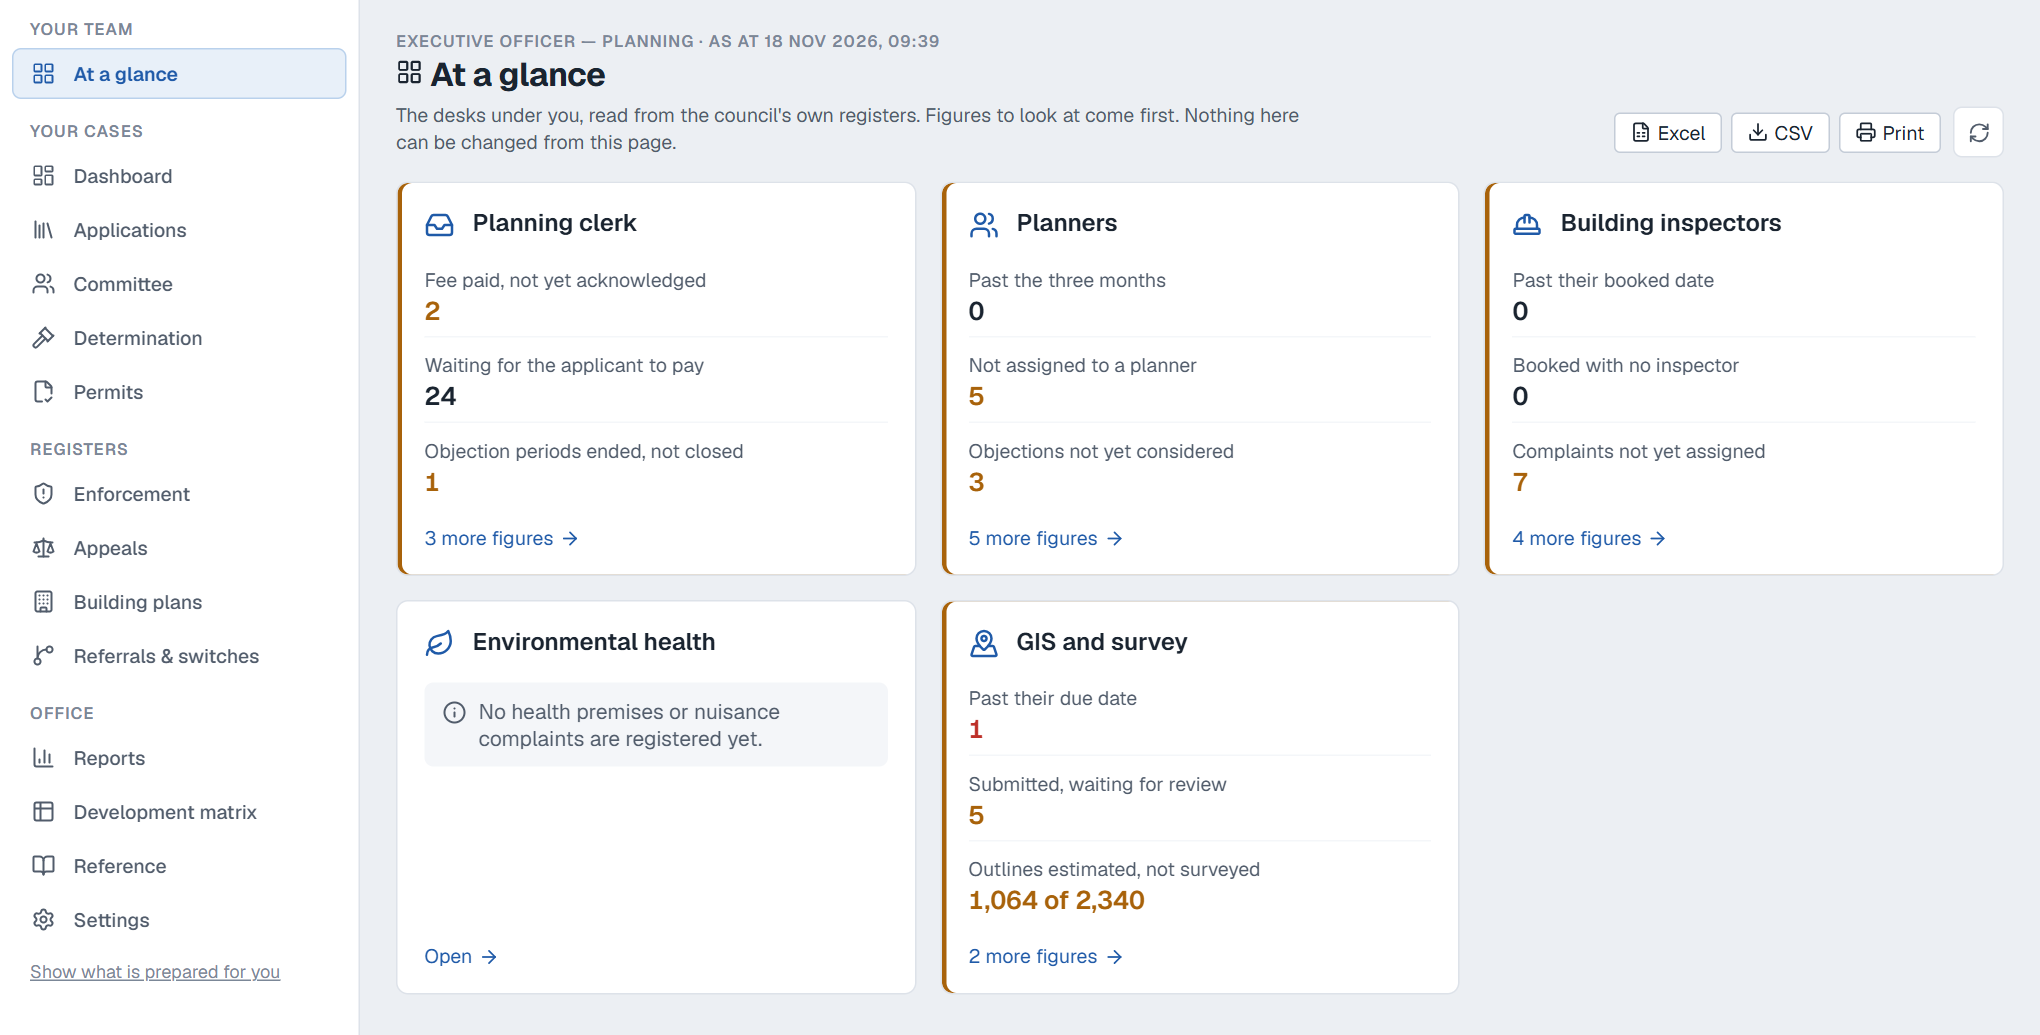 YOUR TEAM
At a glance
YOUR CASES
Dashboard
Applications
Committee
Determination
Permits
REGISTERS
Enforcement
Appeals
Building plans
Referrals & switches
OFFICE
Reports
Development matrix
Reference
Settings
Show what is prepared for you
EXECUTIVE OFFICER — PLANNING · AS AT 18 NOV 2026, 09:39
At a glance
The desks under you, read from the council's own registers. Figures to look at come first. Nothing here
can be changed from this page.
Excel
CSV
Print
Planning clerk
Fee paid, not yet acknowledged
2
Waiting for the applicant to pay
24
Objection periods ended, not closed
1
3 more figures →
Planners
Past the three months
0
Not assigned to a planner
5
Objections not yet considered
3
5 more figures →
Building inspectors
Past their booked date
0
Booked with no inspector
0
Complaints not yet assigned
7
4 more figures →
Environmental health
No health premises or nuisance
complaints are registered yet.
Open →
GIS and survey
Past their due date
1
Submitted, waiting for review
5
Outlines estimated, not surveyed
1,064 of 2,340
2 more figures →